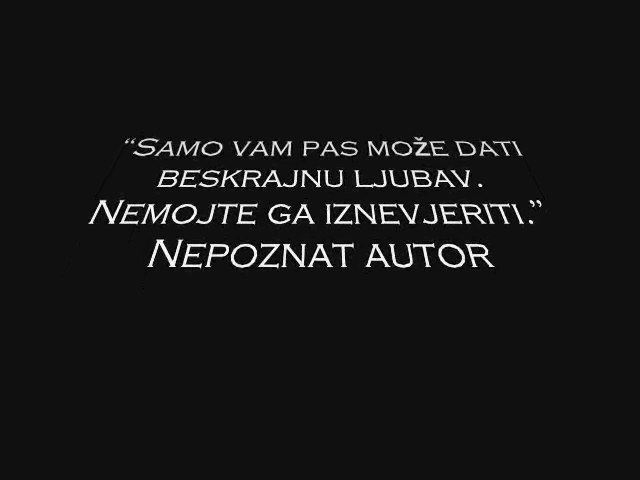 “Samo vam pas može dati
beskrajnu ljubav.
Nemojte ga iznevjeriti.”
Nepoznat autor